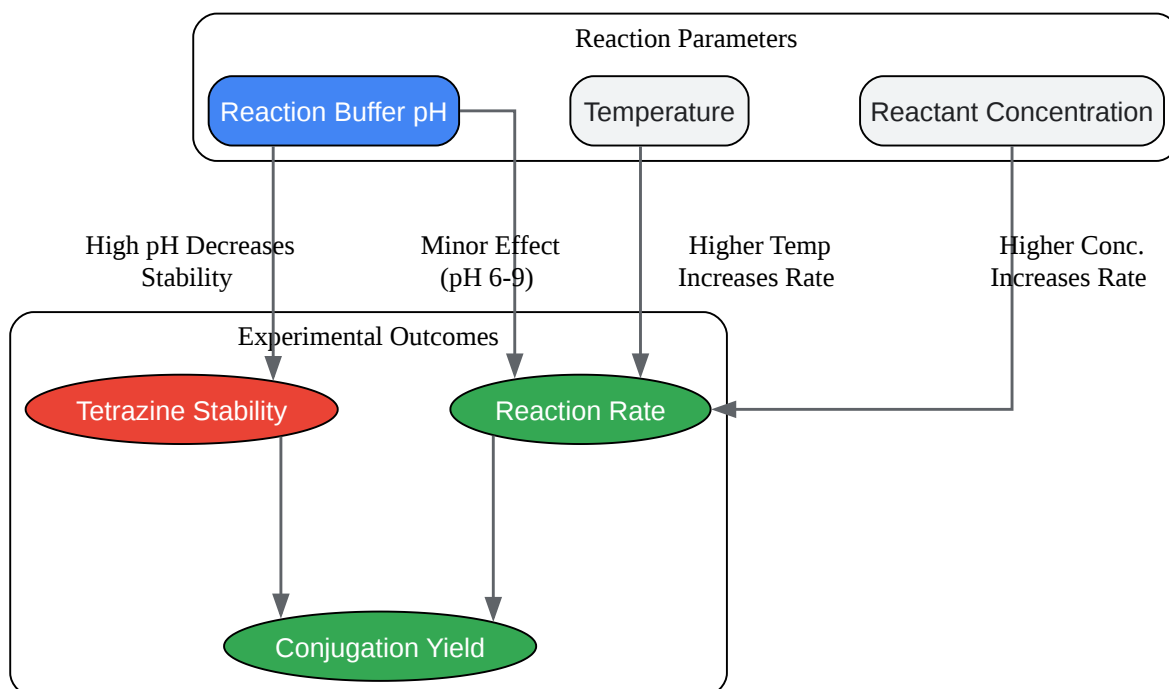 Reaction Parameters
Reaction Buffer pH
Temperature
Reactant Concentration
High pH Decreases
Stability
Minor Effect
(pH 6-9)
Higher Temp
Increases Rate
Higher Conc.
Increases Rate
Experimental Outcomes
Tetrazine Stability
Reaction Rate
Conjugation Yield